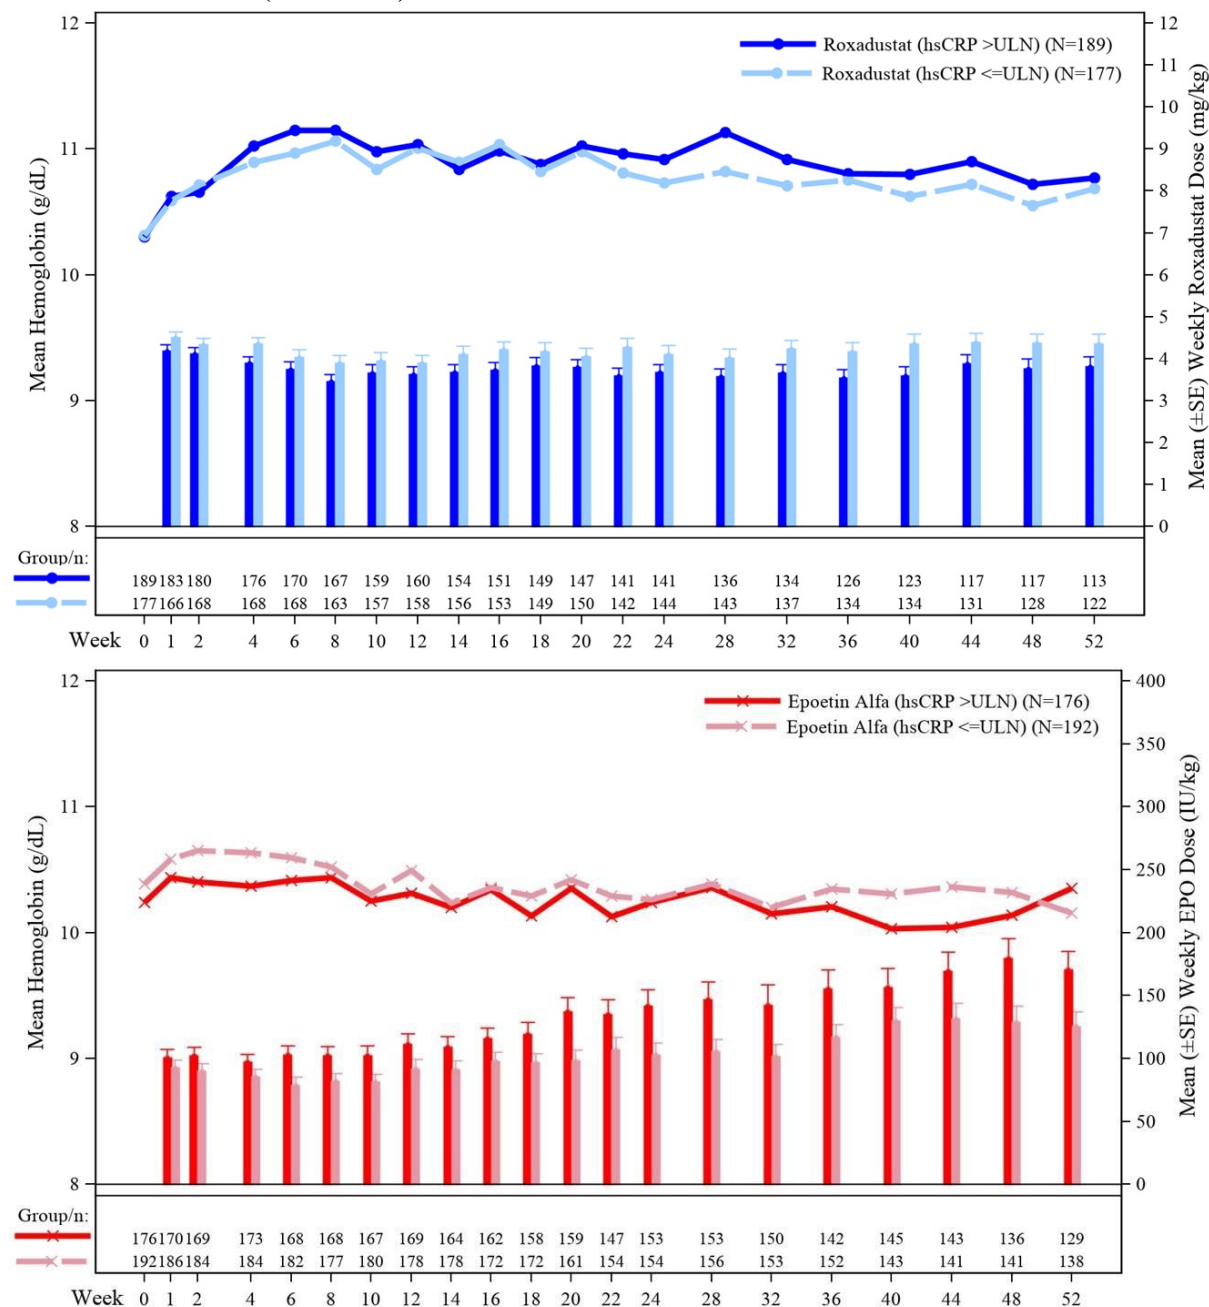 12
11
10
9
8
Mean Hemoglobin (g/dL)
Roxadustat (hsCRP >ULN) (N=189)
Roxadustat (hsCRP <=ULN) (N=177)
12
11
10
9
8
7
6
5
4
3
2
1
0
Mean (±SE) Weekly Roxadustat Dose (mg/kg)
Group/n:
189 183 180 176 170 167 159 160 154 151 149 147 141 141 136 134 126 123 117 117 113
177 166 168 168 168 163 157 158 156 153 149 150 142 144 143 137 134 134 131 128 122
Week 0 1 2 4 6 8 10 12 14 16 18 20 22 24 28 32 36 40 44 48 52
12
11
10
9
8
Mean Hemoglobin (g/dL)
Epoetin Alfa (hsCRP >ULN) (N=176)
Epoetin Alfa (hsCRP <=ULN) (N=192)
400
350
300
250
200
150
100
50
0
Mean (±SE) Weekly EPO Dose (IU/kg)
Group/n:
176 170 169 173 168 168 167 169 164 162 158 159 147 153 153 150 142 145 143 136 129
192 186 184 184 182 177 180 178 178 172 172 161 154 154 156 153 152 143 141 141 138
Week 0 1 2 4 6 8 10 12 14 16 18 20 22 24 28 32 36 40 44 48 52